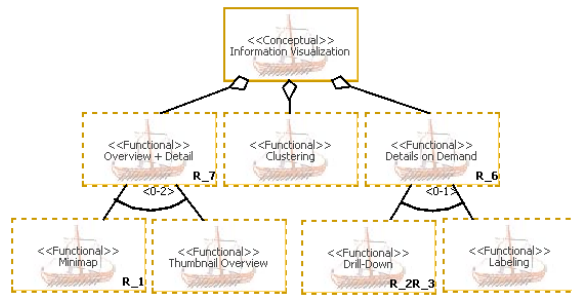 <<Conceptual>>
Information Visualization
<<Functional>>
Overview + Detail
R_7
<<Functional>>
Clustering
<<Functional>>
Details on Demand
R_6
<0-2>
<0-1>
<<Functional>>
Minimap
R_1
<<Functional>>
Thumbnail Overview
<<Functional>>
Drill-Down
R_2R_3
<<Functional>>
Labeling